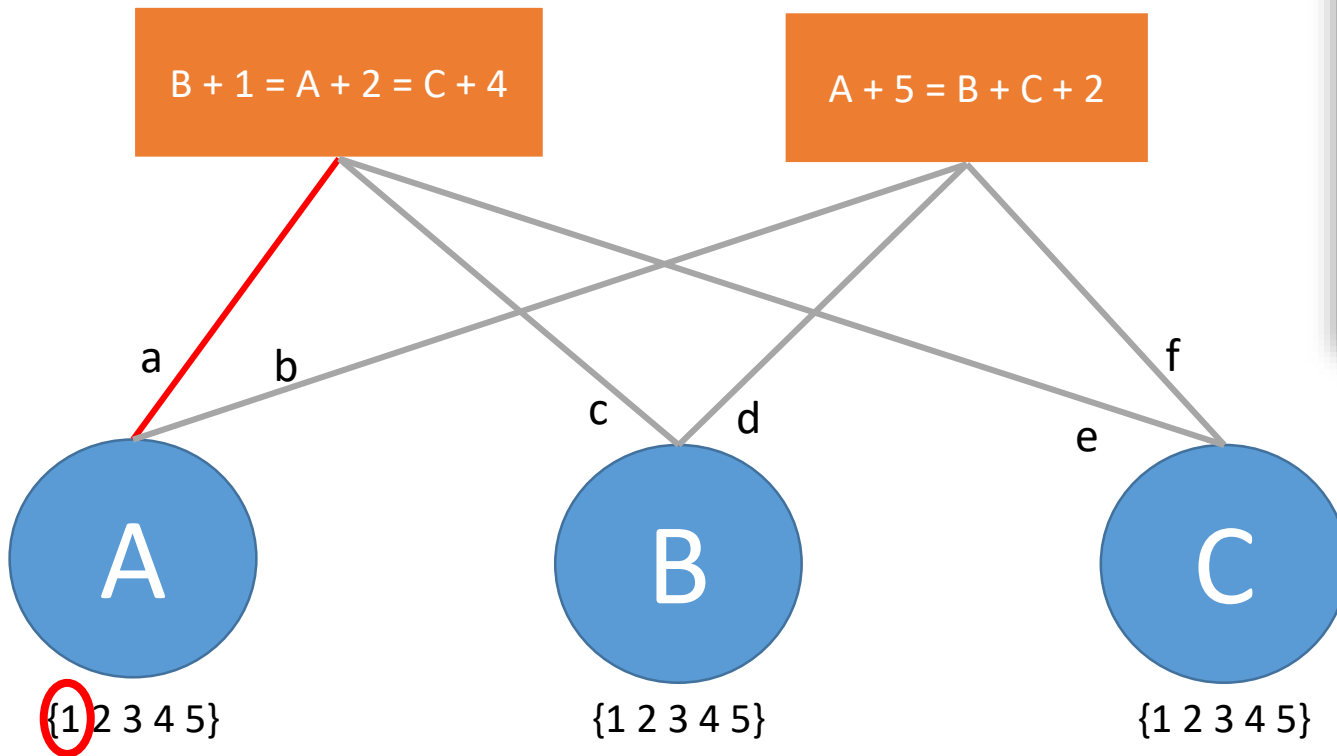 B + 1 = A + 2 = C + 4
A + 5 = B + C + 2
a
b
c
d
e
f
A
B
C
{1 2 3 4 5}
{1 2 3 4 5}
{1 2 3 4 5}